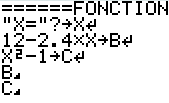 ======FONCTION
"X="?→X↵
12-2.4×X→B↵
X²-1→C↵
B◢
C◢